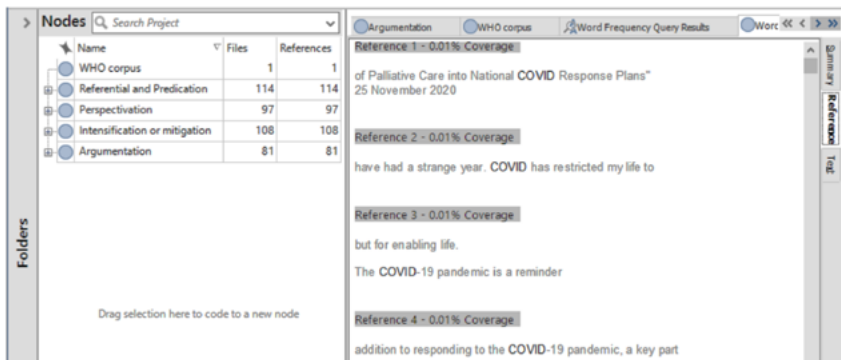 Nodes
Search Project
Name Files References
WHO corpus 1 1
Referential and Predication 114 114
Perspectivation 97 97
Intensification or mitigation 108 108
Argumentation 81 81
Drag selection here to code to a new node
Folders
Argumentation WHO corpus Word Frequency Query Results Word
Reference 1 - 0.01% Coverage
of Palliative Care into National COVID Response Plans"
25 November 2020
Reference 2 - 0.01% Coverage
have had a strange year. COVID has restricted my life to
Reference 3 - 0.01% Coverage
but for enabling life.
The COVID-19 pandemic is a reminder
Reference 4 - 0.01% Coverage
addition to responding to the COVID-19 pandemic, a key part
Summary
Reference
Text